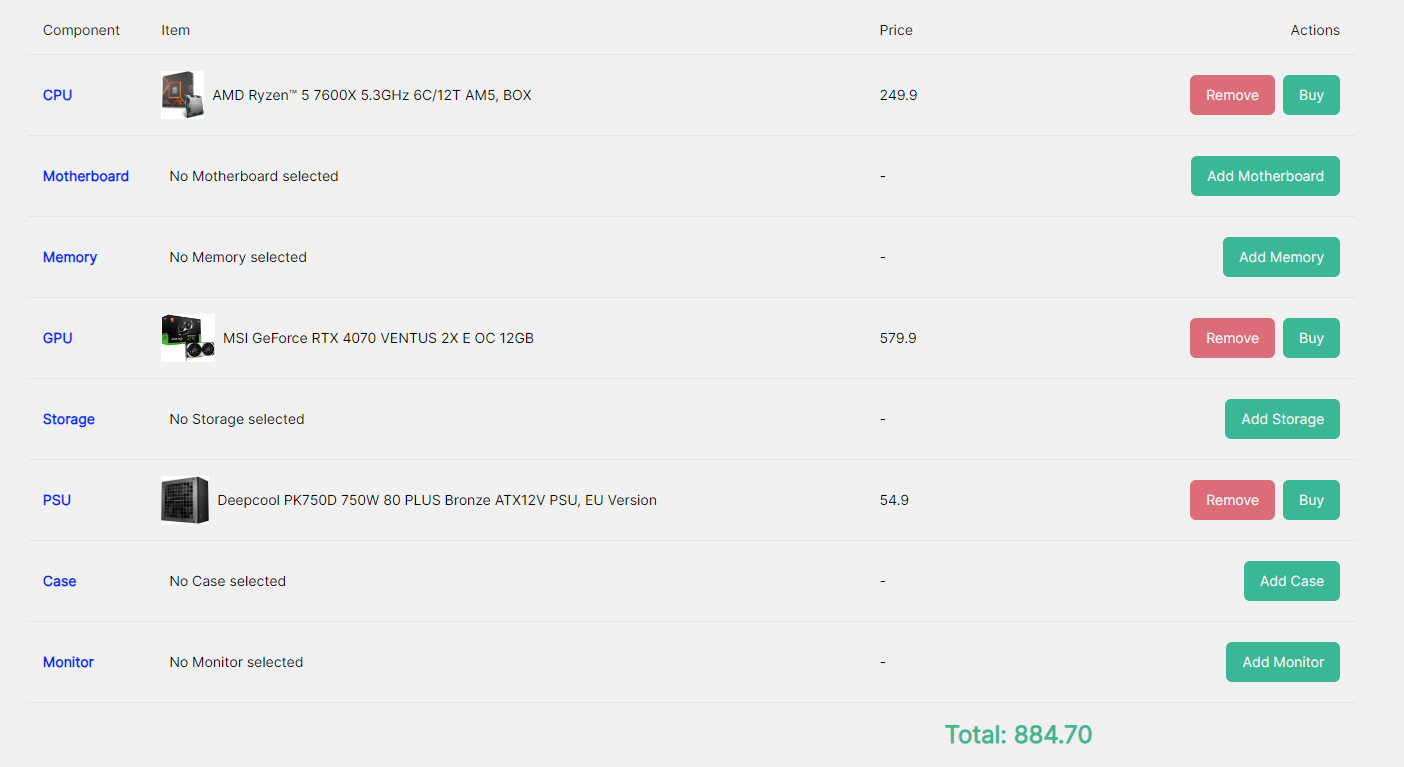 Component Item Price Actions
CPU AMD Ryzen™ 5 7600X 5.3GHz 6C/12T AM5, BOX 249.9 Remove Buy
Motherboard No Motherboard selected - Add Motherboard
Memory No Memory selected - Add Memory
GPU MSI GeForce RTX 4070 VENTUS 2X E OC 12GB 579.9 Remove Buy
Storage No Storage selected - Add Storage
PSU Deepcool PK750D 750W 80 PLUS Bronze ATX12V PSU, EU Version 54.9 Remove Buy
Case No Case selected - Add Case
Monitor No Monitor selected - Add Monitor
Total: 884.70